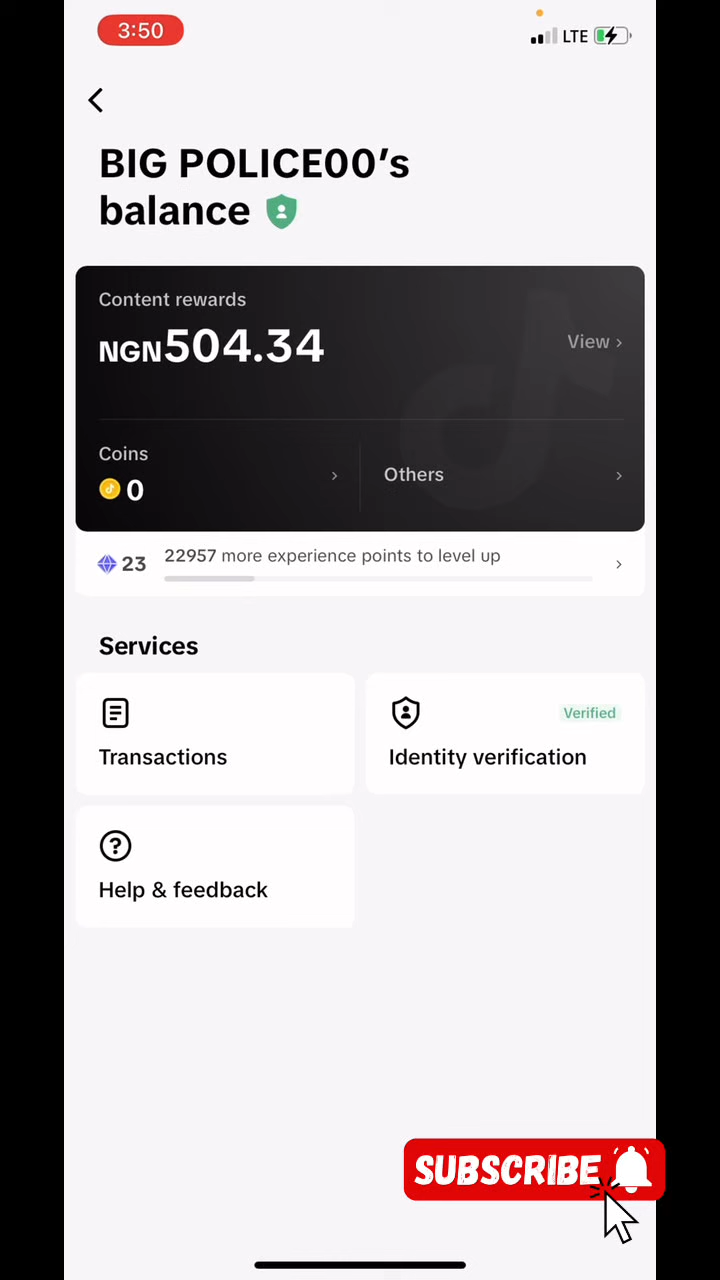 3:50
LTE
BIG POLICE00’s
balance
Content rewards
NGN504.34
View
Coins
0
Others
23
22957 more experience points to level up
Services
Transactions
Verified
Identity verification
Help & feedback
SUBSCRIBE